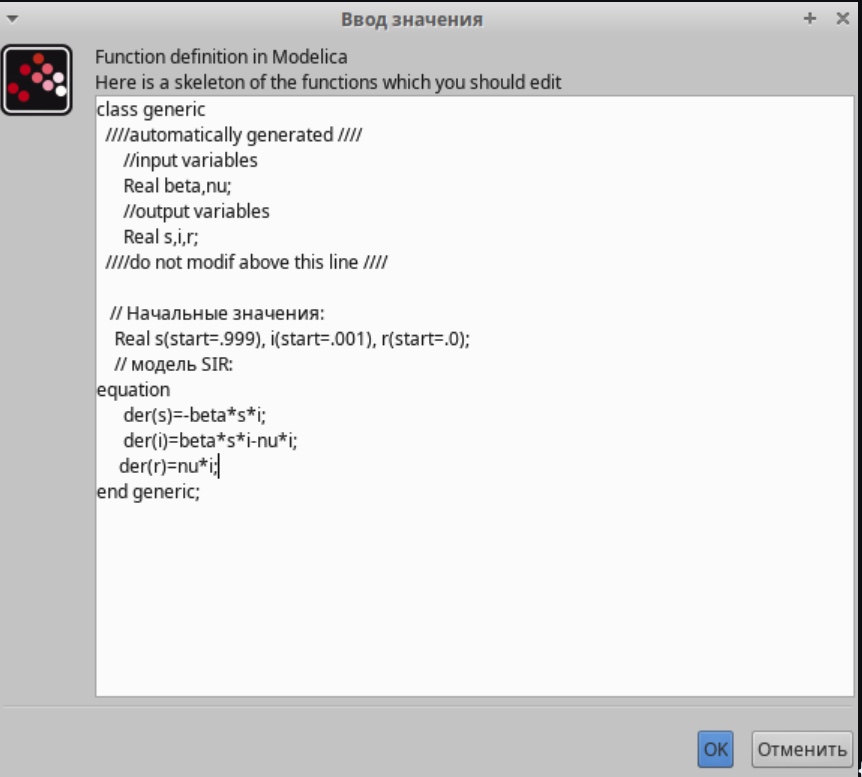 Ввод значения
Function definition in Modelica
Here is a skeleton of the functions which you should edit
class generic
////automatically generated ////
//input variables
Real beta,nu;
//output variables
Real s,i,r;
////do not modif above this line ////
// Начальные значения:
Real s(start=.999), i(start=.001), r(start=.0);
// модель SIR:
equation
der(s)=-beta*s*i;
der(i)=beta*s*i-nu*i;
der(r)=nu*i;
end generic;
OK
Отменить